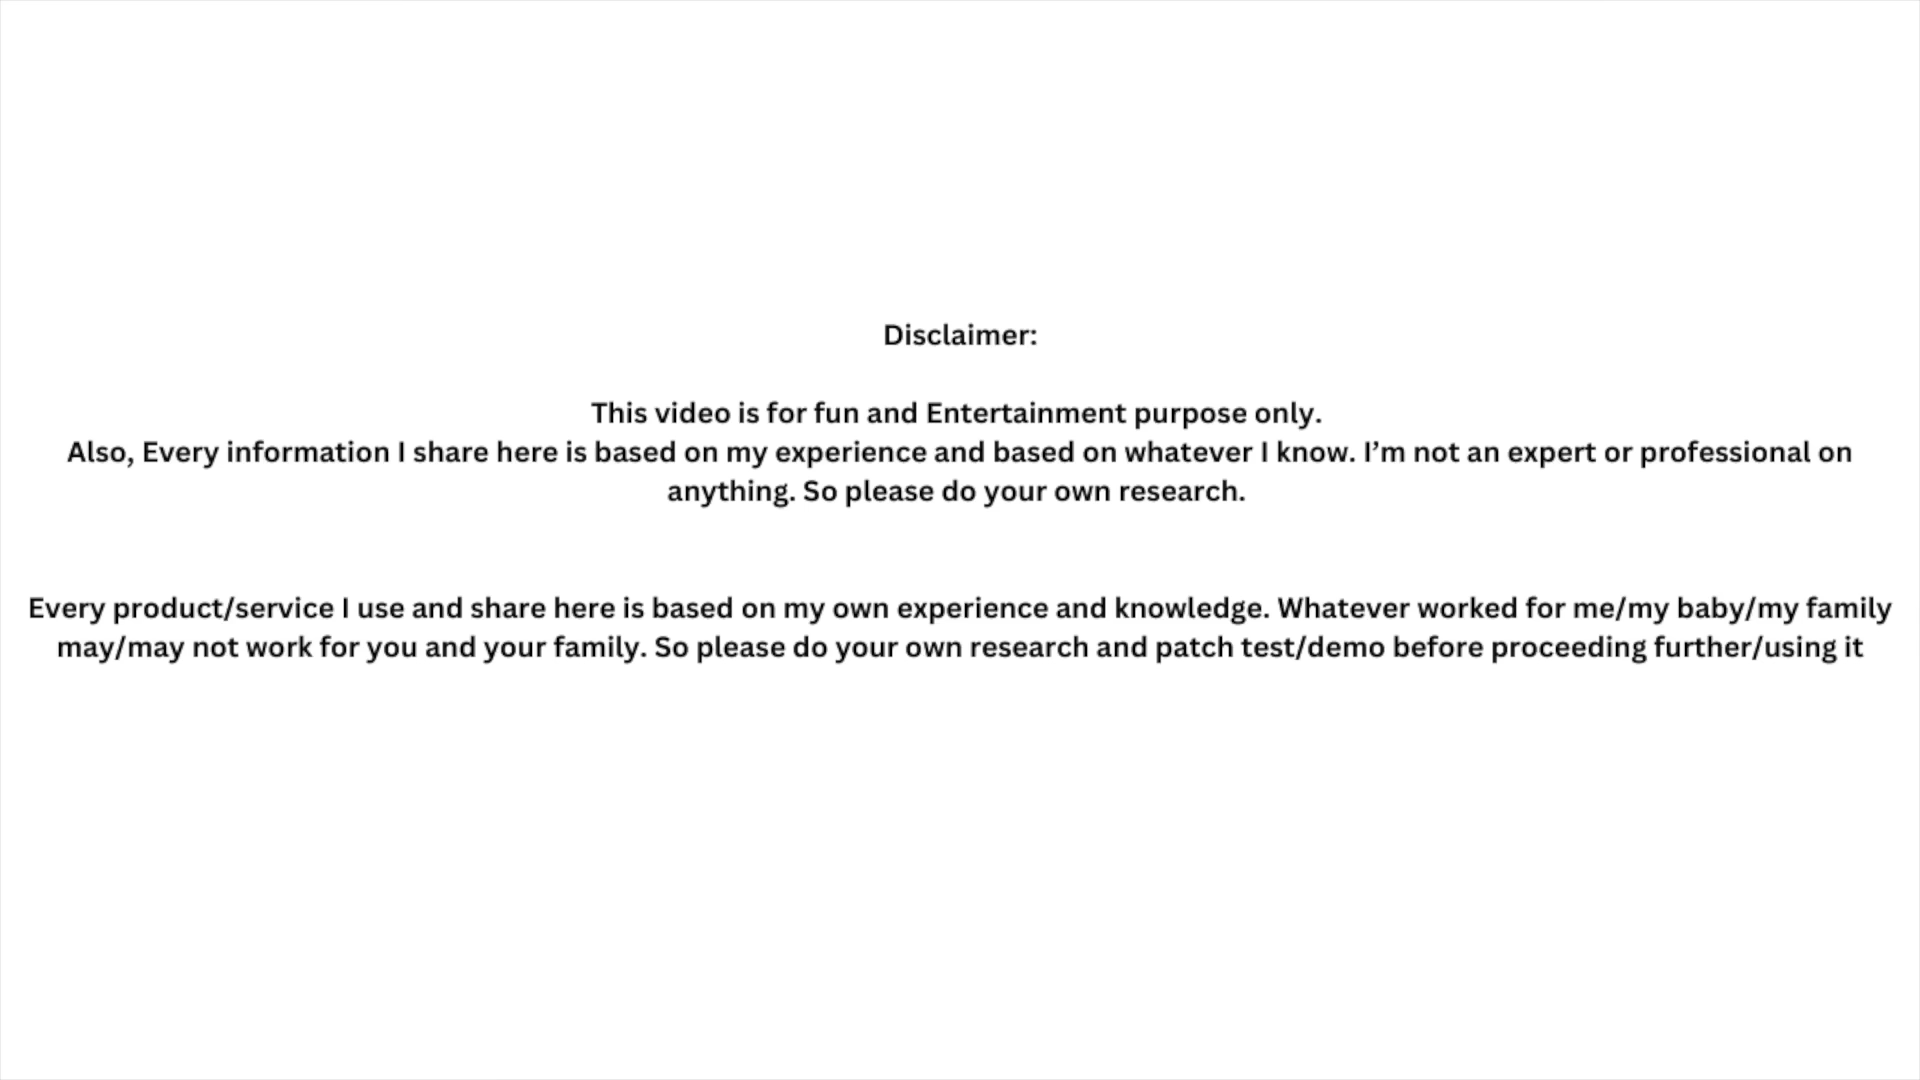 Disclaimer:
This video is for fun and Entertainment purpose only.
Also, Every information I share here is based on my experience and based on whatever I know. I’m not an expert or professional on
anything. So please do your own research.
Every product/service I use and share here is based on my own experience and knowledge. Whatever worked for me/my baby/my family
may/may not work for you and your family. So please do your own research and patch test/demo before proceeding further/using it